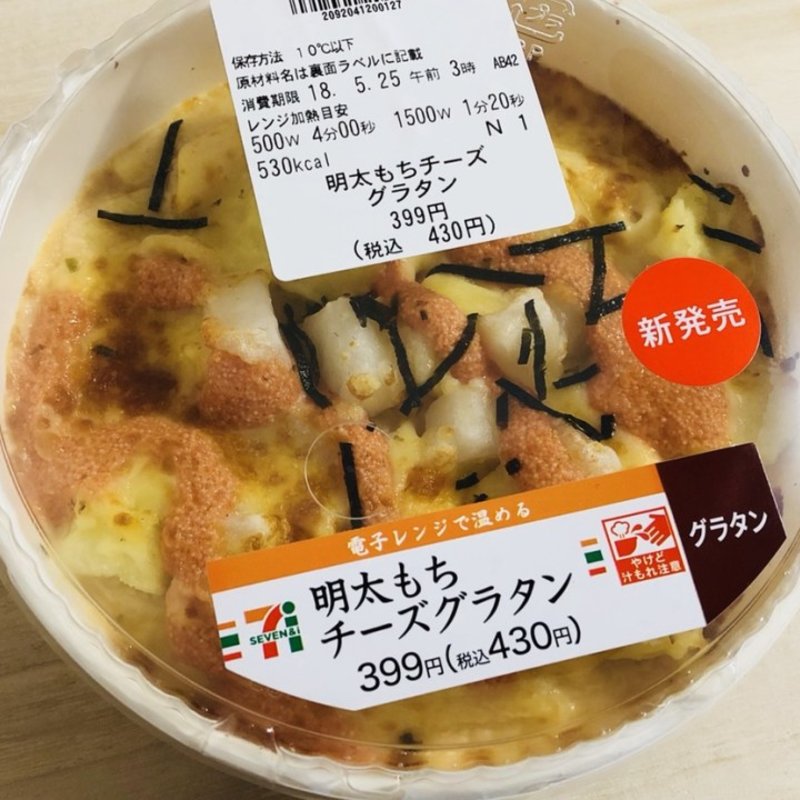 2092041200127
プラ
保存方法 10℃以下
原材料名は裏面ラベルに記載
消費期限 18. 5.25 午前 3時 AB42
レンジ加熱目安
500W 4分00秒 1500W 1分20秒
530kcal N 1
明太もちチーズ
グラタン
399円
(税込 430円)
新発売
電子レンジで温める
SEVEN&i
明太もち
チーズグラタン
399円(税込430円)
やけど
汁もれ注意
グラタン